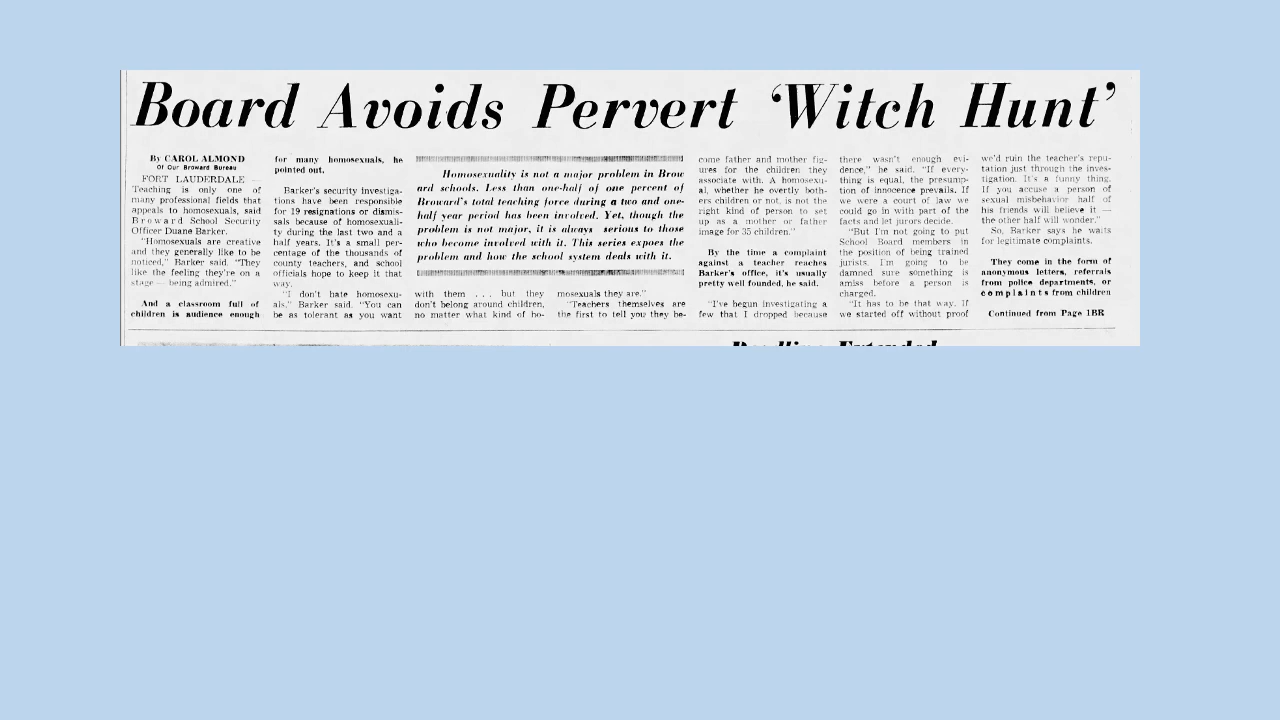 Board Avoids Pervert ‘Witch Hunt’
By CAROL ALMOND
Of Our Broward Bureau
FORT LAUDERDALE —
Teaching is only one of
many professional fields that
appeals to homosexuals, said
Broward School Security
Officer Duane Barker.
"Homosexuals are creative
and they generally like to be
noticed," Barker said. "They
like the feeling they're on a
stage — being admired."
And a classroom full of
children is audience enough
for many homosexuals, he
pointed out.
Barker's security investiga-
tions have been responsible
for 19 resignations or dismis-
sals because of homosexuali-
ty during the last two and a
half years. It's a small per-
centage of the thousands of
county teachers, and school
officials hope to keep it that
way.
"I don't hate homosexu-
als." Barker said. "You can
be as tolerant as you want
Homosexuality is not a major problem in Brow
ard schools. Less than one-half of one percent of
Broward's total teaching force during a two and one-
half year period has been involved. Yet, though the
problem is not major, it is always serious to those
who become involved with it. This series exposes the
problem and how the school system deals with it.
with them . . . but they
don't belong around children,
no matter what kind of ho-
mosexuals they are."
"Teachers themselves are
the first to tell you they be-
come father and mother fig-
ures for the children they
associate with. A homosexu-
al, whether he overtly both-
ers children or not, is not the
right kind of person to set
up as a mother or father
image for 35 children."
By the time a complaint
against a teacher reaches
Barker's office, it's usually
pretty well founded, he said.
"I've begun investigating a
few that I dropped because
there wasn't enough evi-
dence," he said. "If every-
thing is equal, the presump-
tion of innocence prevails. If
we were a court of law we
could go in with part of the
facts and let jurors decide.
"But I'm not going to put
School Board members in
the position of being trained
jurists. I'm going to be
damned sure something is
amiss before a person is
charged.
"It has to be that way. If
we started off without proof
we'd ruin the teacher's repu-
tation just through the inves-
tigation. It's a funny thing.
If you accuse a person of
sexual misbehavior half of
his friends will believe it —
the other half will wonder."
So, Barker says he waits
for legitimate complaints.
They come in the form of
anonymous letters, referrals
from police departments, or
complaints from children
Continued from Page 1BR
Deadline Extended